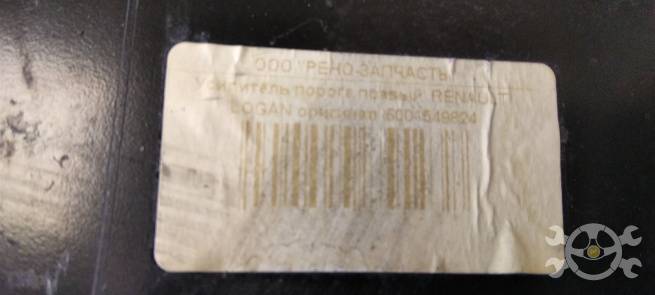 ООО "РЕНО-ЗАПЧАСТЬ"
порога правый RENAULT
LOGAN оригинал 6001549824